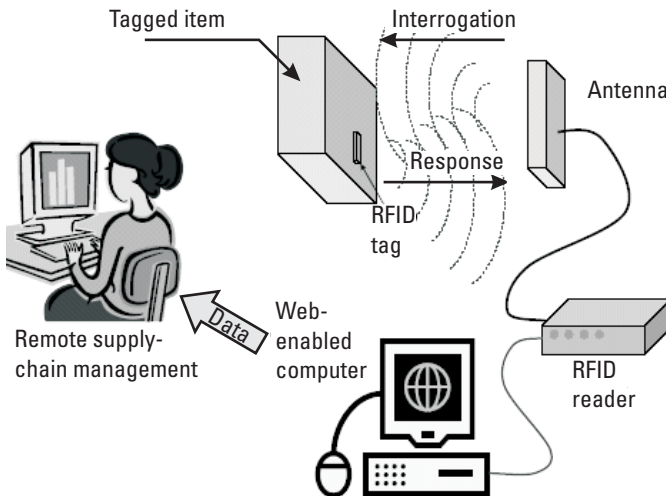 Tagged item
Interrogation
Antenna
Response
RFID
tag
Data
Web-
enabled
computer
Remote supply-
chain management
RFID
reader